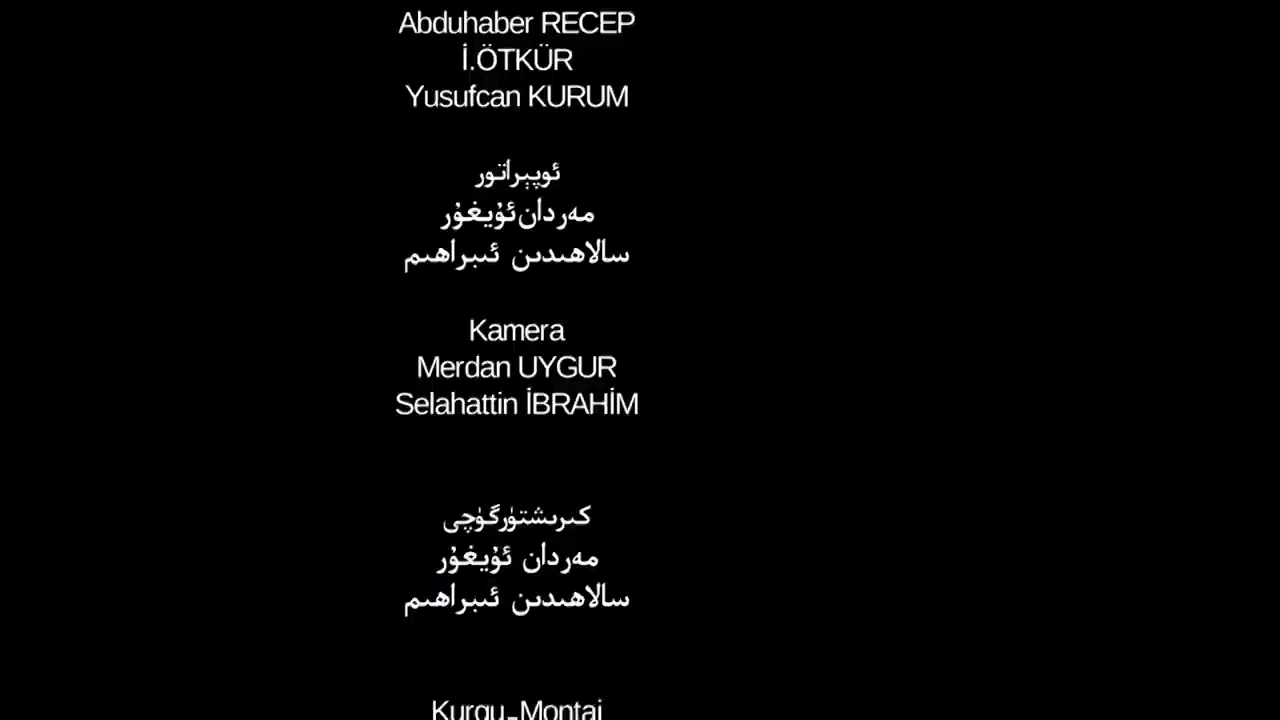 Abduhaber RECEP
İ.ÖTKÜR
Yusufcan KURUM
ئوپېراتور
مەردان ئۇيغۇر
سالاھىدىن ئىبراھىم
Kamera
Merdan UYGUR
Selahattin İBRAHİM
كىرىشتۈرگۈچى
مەردان ئۇيغۇر
سالاھىدىن ئىبراھىم
Kurgu-Montaj